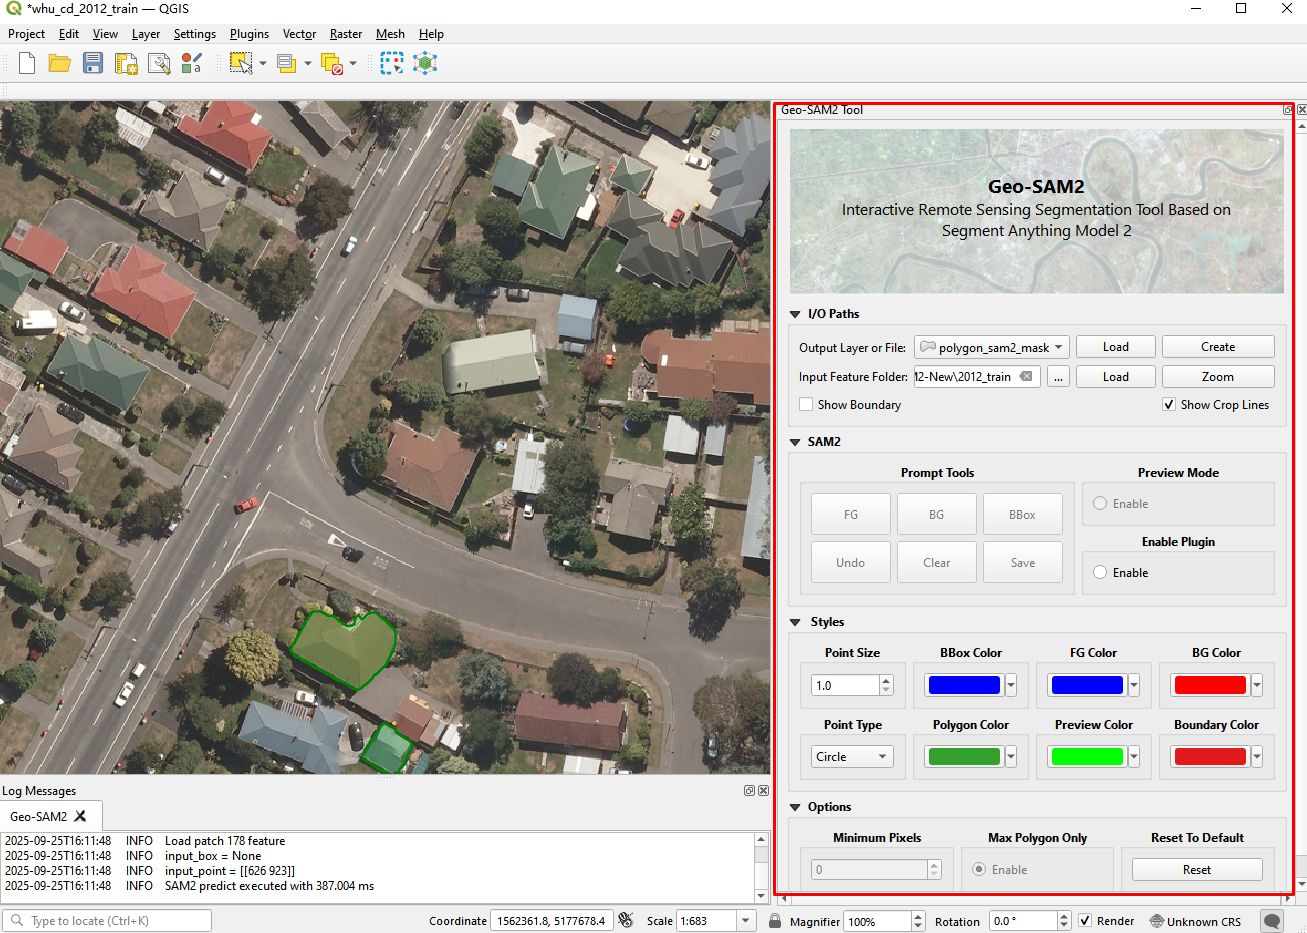 *whu_cd_2012_train — QGIS
Project Edit View Layer Settings Plugins Vector Raster Mesh Help
Geo-SAM2 Tool
Geo-SAM2
Interactive Remote Sensing Segmentation Tool Based on
Segment Anything Model 2
I/O Paths
Output Layer or File: polygon_sam2_mask Load Create
Input Feature Folder: M2-New\2012_train ... Load Zoom
Show Boundary Show Crop Lines
SAM2
Prompt Tools Preview Mode
FG BG BBox Enable
Enable Plugin
Undo Clear Save Enable
Styles
Point Size BBox Color FG Color BG Color
1.0
Point Type Polygon Color Preview Color Boundary Color
Circle
Options
Minimum Pixels Max Polygon Only Reset To Default
0 Enable Reset
Log Messages
Geo-SAM2
2025-09-25T16:11:48 INFO Load patch 178 feature
2025-09-25T16:11:48 INFO input_box = None
2025-09-25T16:11:48 INFO input_point = [[626 923]]
2025-09-25T16:11:48 INFO SAM2 predict executed with 387.004 ms
Type to locate (Ctrl+K) Coordinate 1562361.8, 5177678.4 Scale 1:683 Magnifier 100% Rotation 0.0 ° Render Unknown CRS